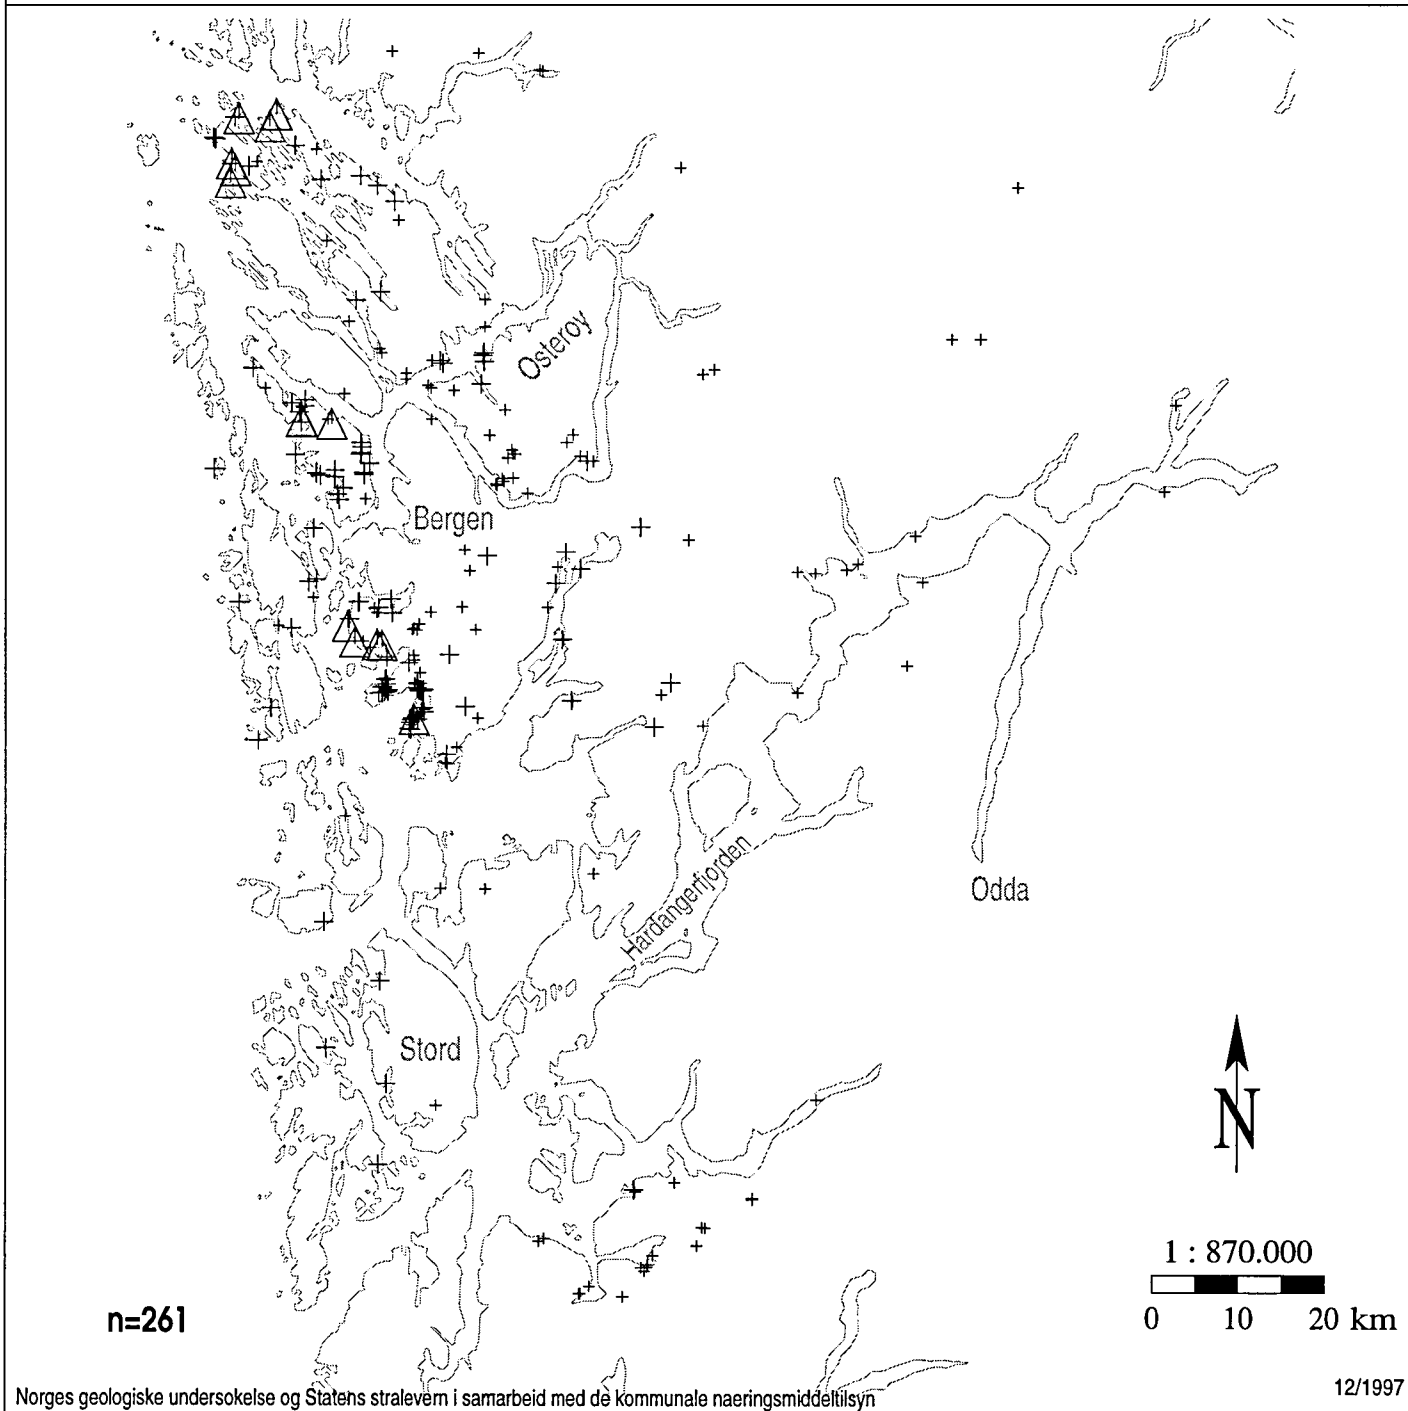 Osteroy
Bergen
Hardangerfjorden
Odda
Stord
N
1 : 870.000
0 10 20 km
n=261
Norges geologiske undersokelse og Statens stralevern i samarbeid med de kommunale naeringsmiddeltilsyn
12/1997